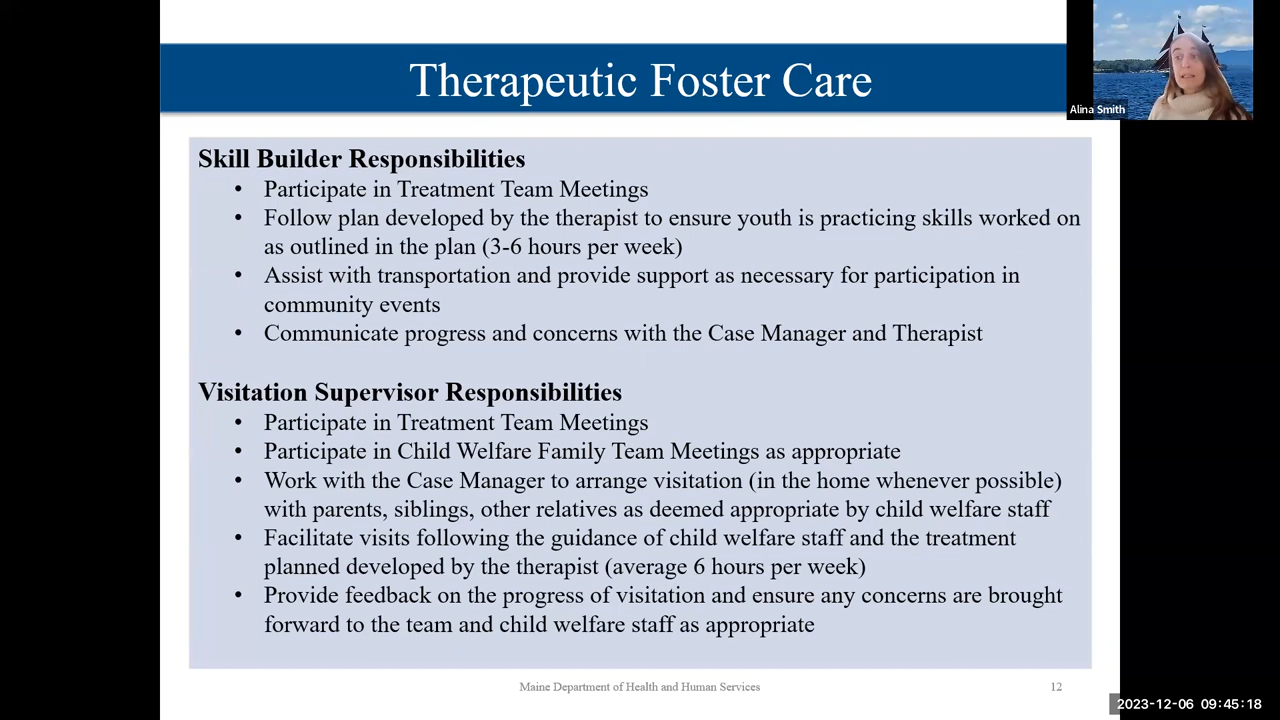 Therapeutic Foster Care
Alina Smith
Skill Builder Responsibilities
• Participate in Treatment Team Meetings
• Follow plan developed by the therapist to ensure youth is practicing skills worked on
as outlined in the plan (3-6 hours per week)
• Assist with transportation and provide support as necessary for participation in
community events
• Communicate progress and concerns with the Case Manager and Therapist
Visitation Supervisor Responsibilities
• Participate in Treatment Team Meetings
• Participate in Child Welfare Family Team Meetings as appropriate
• Work with the Case Manager to arrange visitation (in the home whenever possible)
with parents, siblings, other relatives as deemed appropriate by child welfare staff
• Facilitate visits following the guidance of child welfare staff and the treatment
planned developed by the therapist (average 6 hours per week)
• Provide feedback on the progress of visitation and ensure any concerns are brought
forward to the team and child welfare staff as appropriate
Maine Department of Health and Human Services
12
2023-12-06 09:45:18